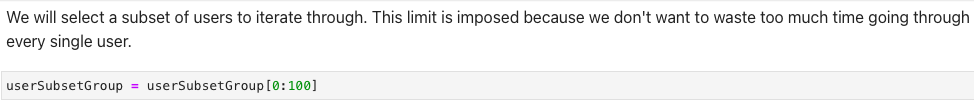 We will select a subset of users to iterate through. This limit is imposed because we don't want to waste too much time going through
every single user.
userSubsetGroup = userSubsetGroup[0:100]